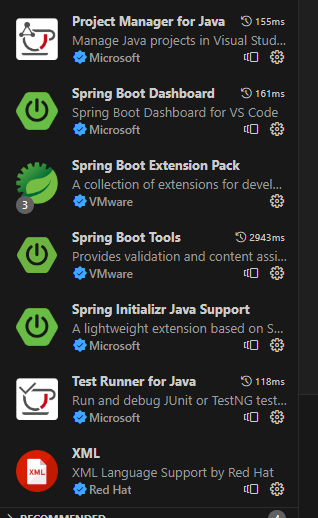 Project Manager for Java 155ms
Manage Java projects in Visual Stud...
Microsoft
Spring Boot Dashboard 161ms
Spring Boot Dashboard for VS Code
Microsoft
Spring Boot Extension Pack
A collection of extensions for devel...
3 VMware
Spring Boot Tools 2943ms
Provides validation and content assi...
VMware
Spring Initializr Java Support
A lightweight extension based on S...
Microsoft
Test Runner for Java 118ms
Run and debug JUnit or TestNG test...
Microsoft
XML
XML XML Language Support by Red Hat
Red Hat
RECOMMENDED 4